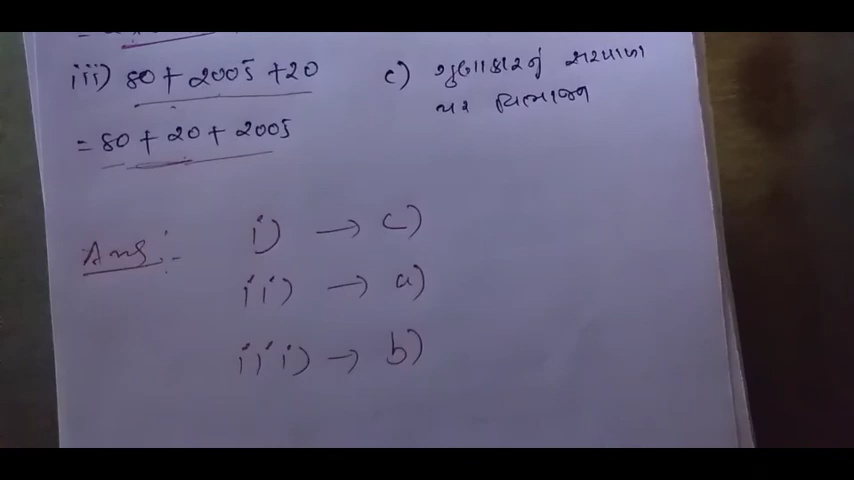 iii) 80 + 2005 + 20
= 80 + 20 + 2005
c) ગુણાકારનું સરવાળા
પર વિભાજન
Ans :-
i) → c)
ii) → a)
iii) → b)